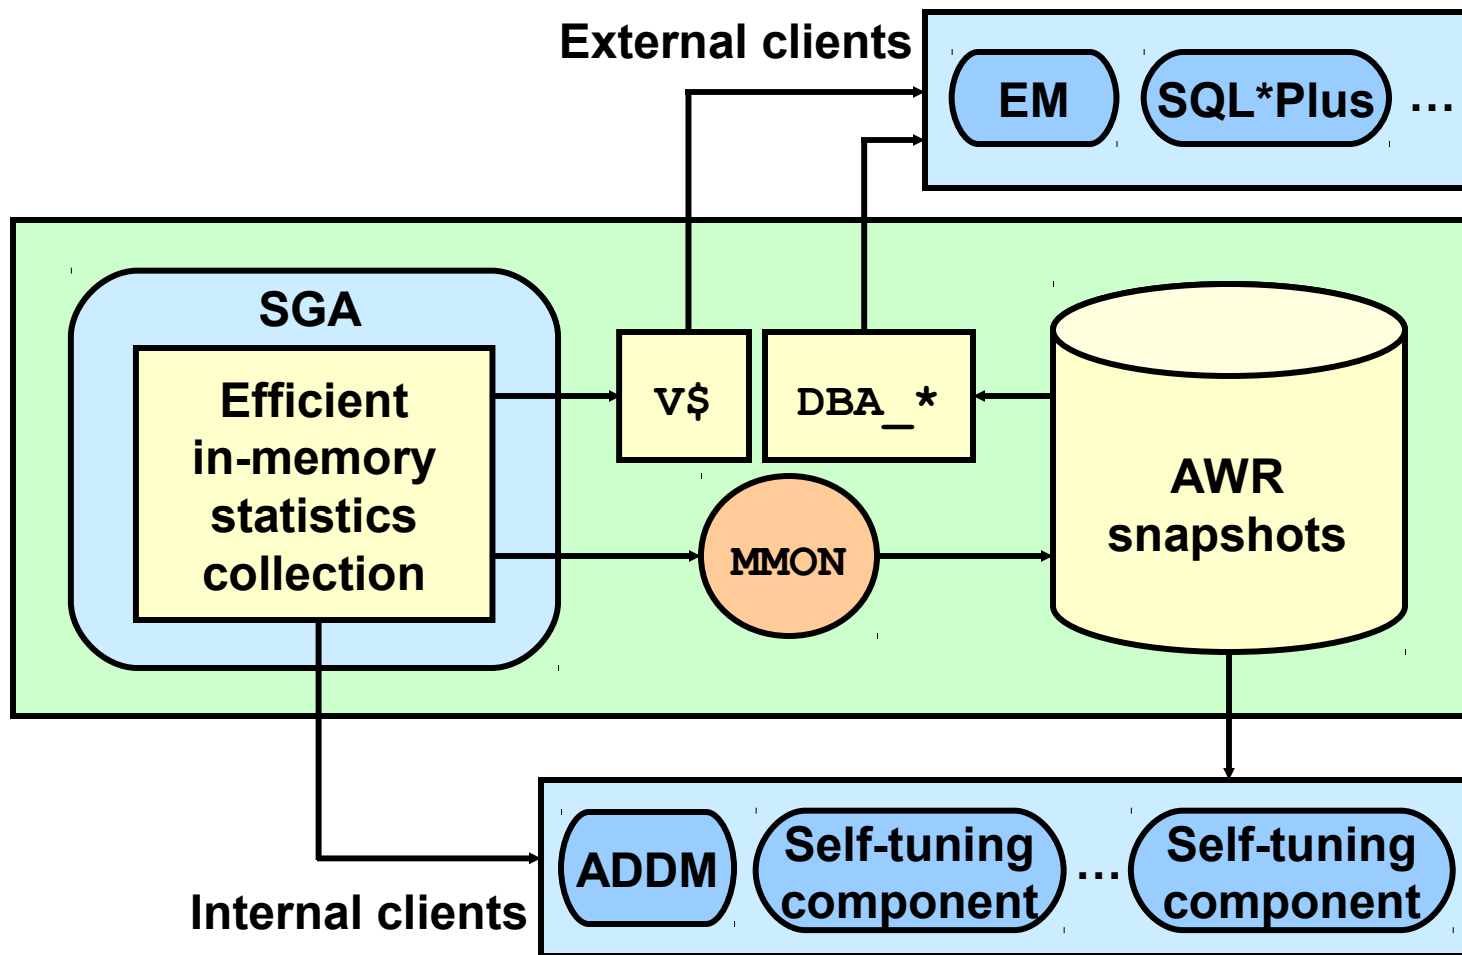 External clients
EM
SQL*Plus
...
SGA
Efficient
in-memory
statistics
collection
V$
DBA_*
MMON
AWR
snapshots
Internal clients
ADDM
Self-tuning
component
...
Self-tuning
component